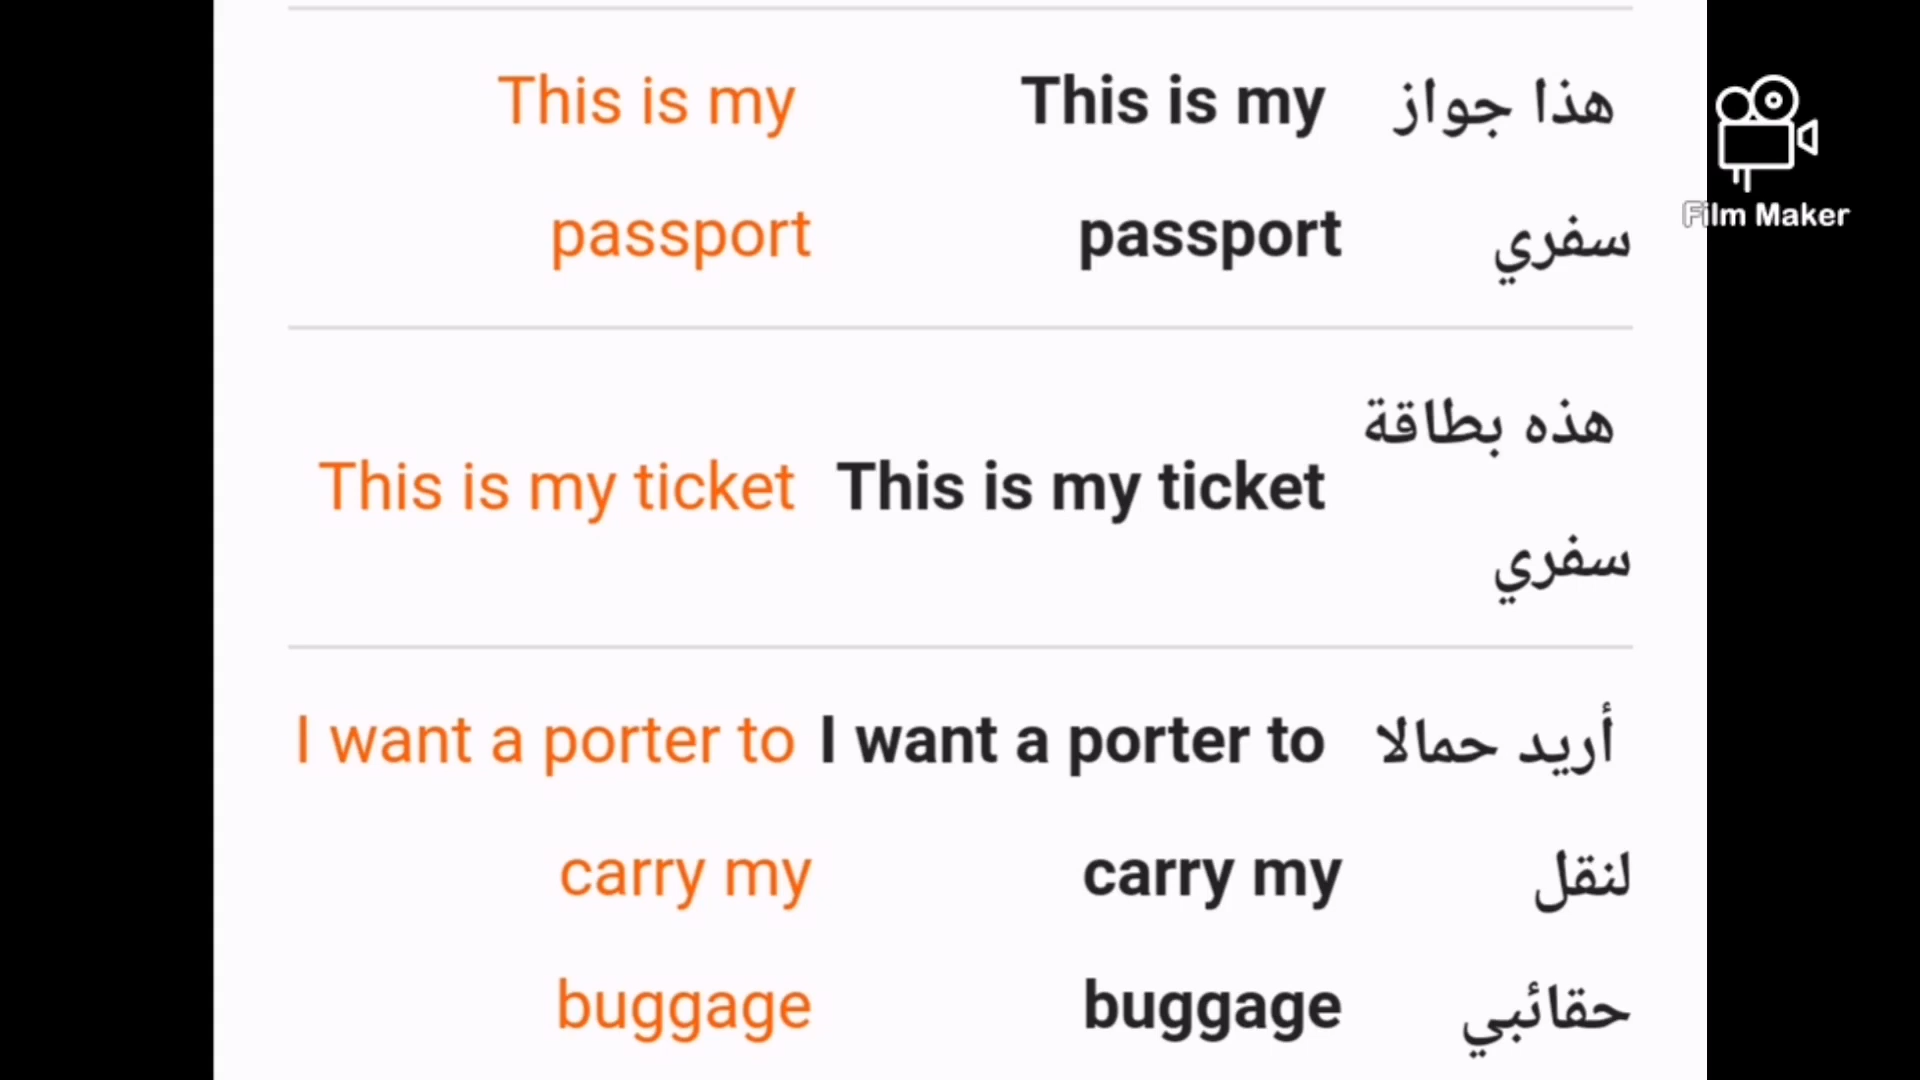 هذا جواز This is my This is my
سفري passport passport
هذه بطاقة
This is my ticket This is my ticket
سفري
أريد حمالا I want a porter to I want a porter to
لنقل carry my carry my
حقائبي buggage buggage
Film Maker